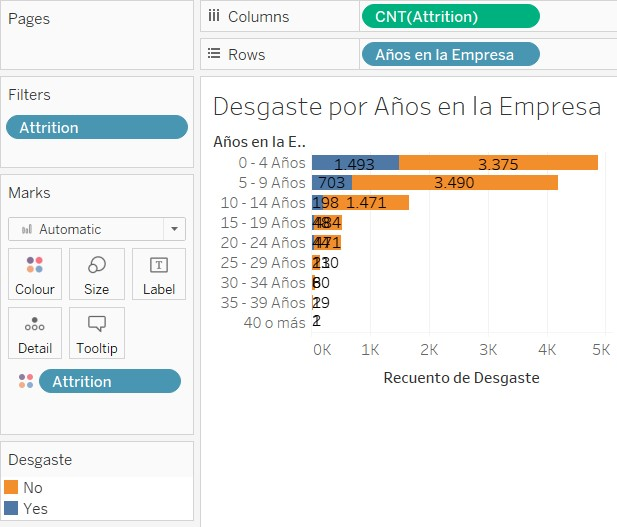 Pages
Columns
CNT(Attrition)
Rows
Años en la Empresa
Filters
Attrition
Marks
Automatic
Colour
Size
Label
Detail
Tooltip
Attrition
Desgaste
No
Yes
Desgaste por Años en la Empresa
Años en la E..
0 - 4 Años 1.493 3.375
5 - 9 Años 703 3.490
10 - 14 Años 198 1.471
15 - 19 Años
20 - 24 Años
25 - 29 Años
30 - 34 Años
35 - 39 Años
40 o más
0K 1K 2K 3K 4K 5K
Recuento de Desgaste